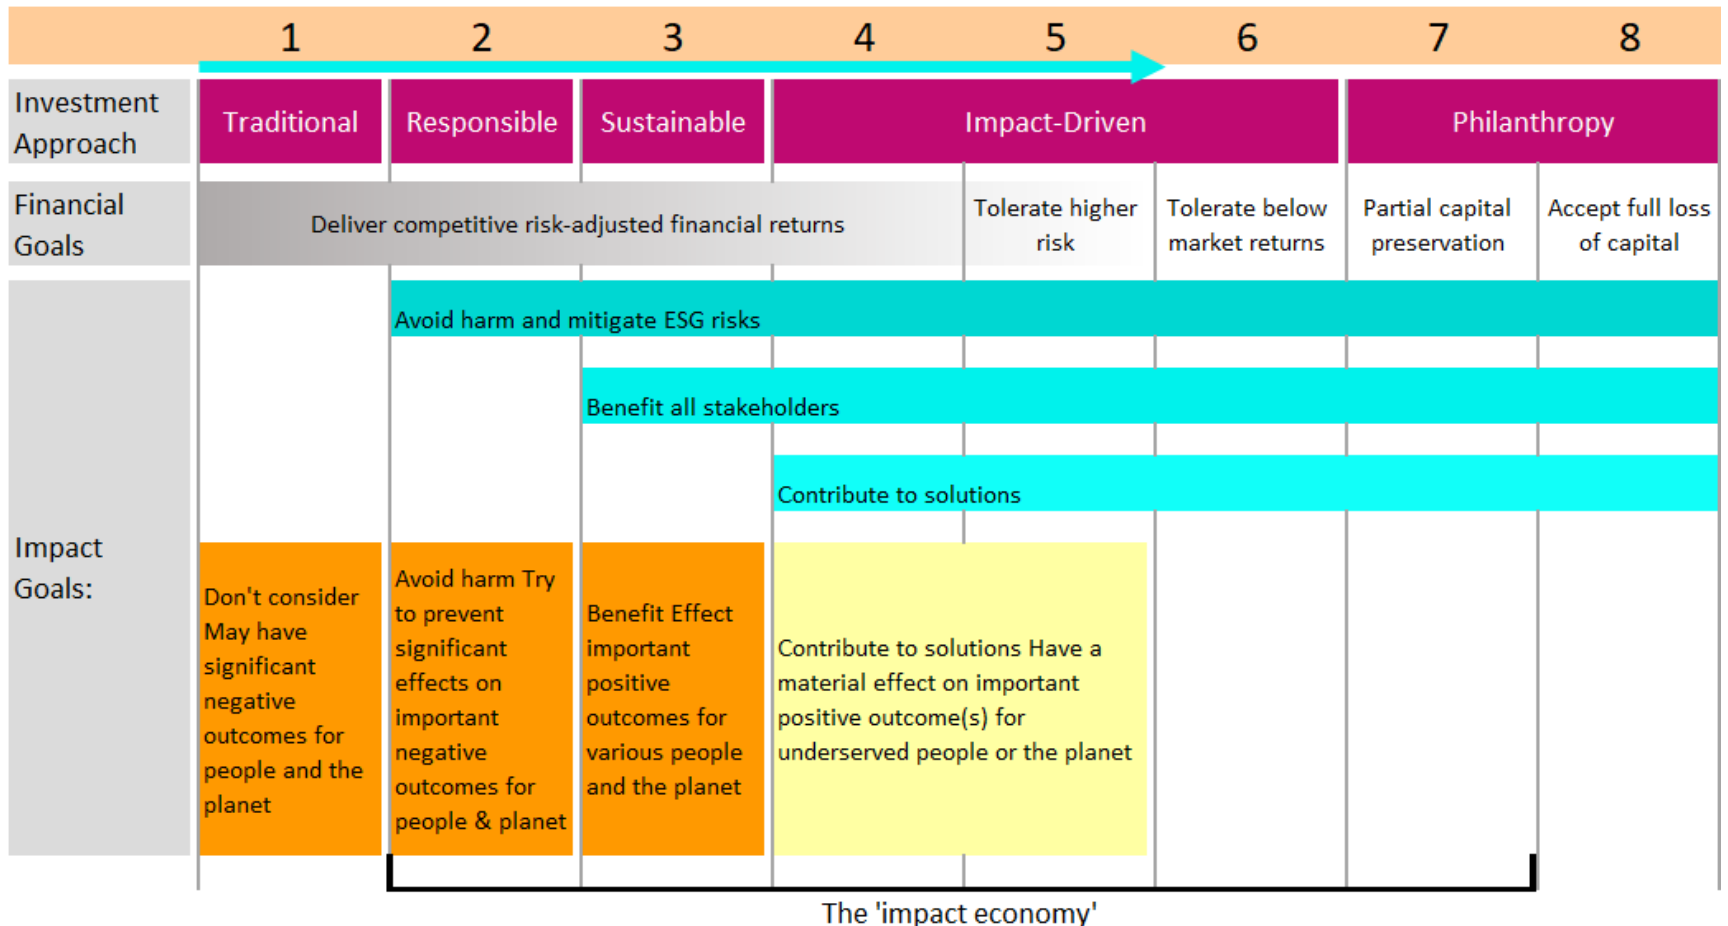 1 2 3 4 5 6 7 8
Investment
Approach
Traditional
Responsible
Sustainable
Impact-Driven
Philanthropy
Financial
Goals
Deliver competitive risk-adjusted financial returns
Tolerate higher
risk
Tolerate below
market returns
Partial capital
preservation
Accept full loss
of capital
Impact
Goals:
Avoid harm and mitigate ESG risks
Benefit all stakeholders
Contribute to solutions
Don't consider
May have
significant
negative
outcomes for
people and the
planet
Avoid harm Try
to prevent
significant
effects on
important
negative
outcomes for
people & planet
Benefit Effect
important
positive
outcomes for
various people
and the planet
Contribute to solutions Have a
material effect on important
positive outcome(s) for
underserved people or the planet
The 'impact economy'